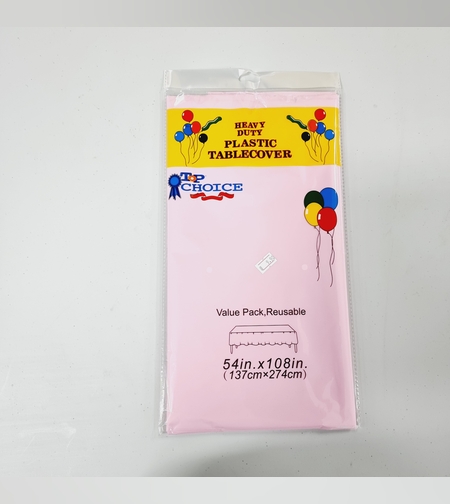 HEAVY
DUTY
PLASTIC
TABLECOVER
TOP
CHOICE
Value Pack,Reusable
54in.x108in.
(137cm×274cm)